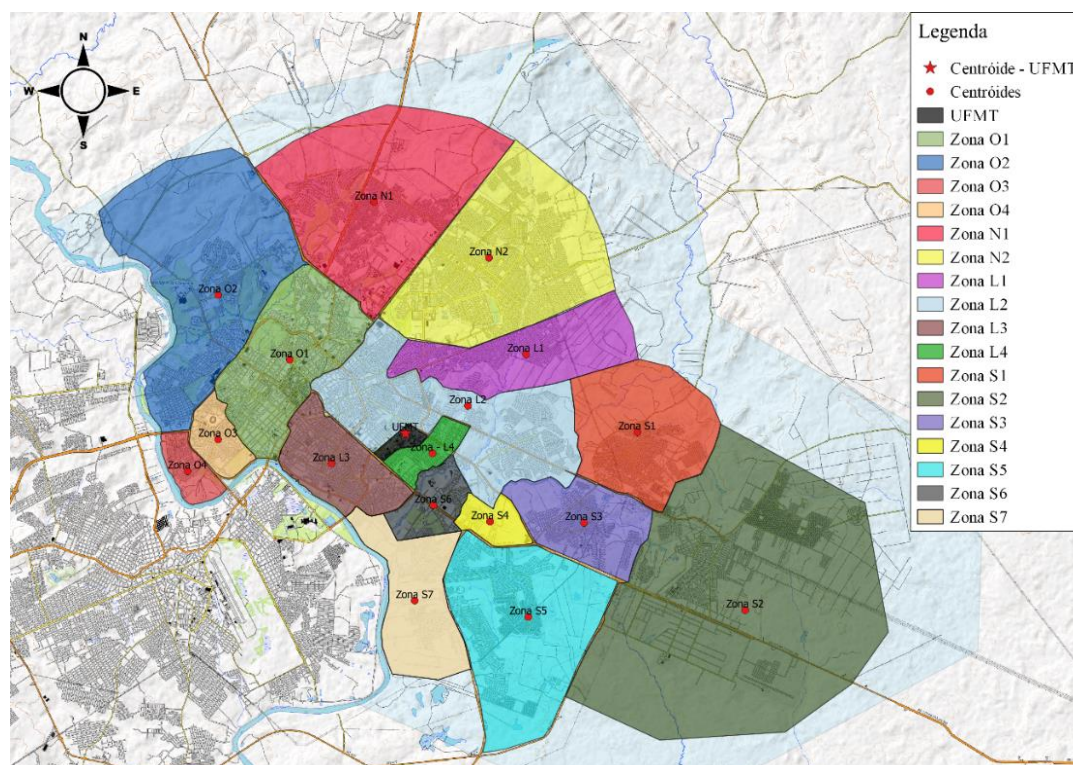 N
W
E
S
Zona N1
Zona N2
Zona O2
Zona O1
Zona L1
Zona L2
UFMT
Zona S1
Zona O3
Zona - L4
Zona L3
Zona O4
Zona S6
Zona S4
Zona S3
Zona S7
Zona S5
Zona S2
Legenda
Centróide - UFMT
Centróides
UFMT
Zona O1
Zona O2
Zona O3
Zona O4
Zona N1
Zona N2
Zona L1
Zona L2
Zona L3
Zona L4
Zona S1
Zona S2
Zona S3
Zona S4
Zona S5
Zona S6
Zona S7